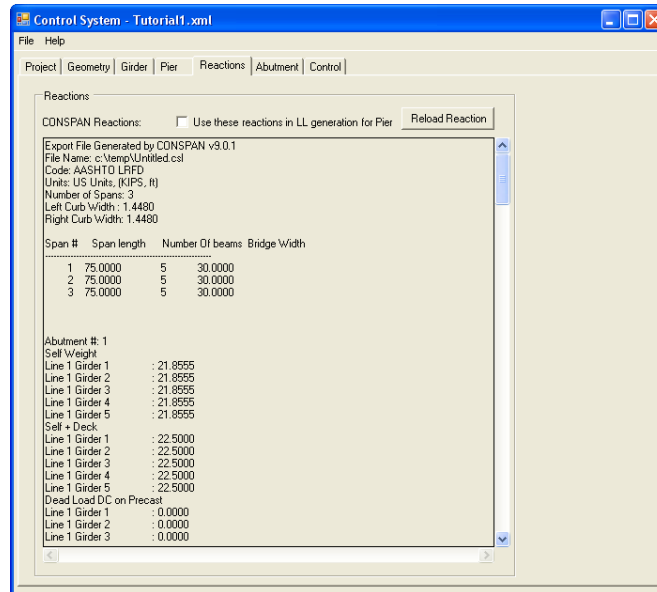 Control System - Tutorial1.xml
File Help
Project Geometry Girder Pier Reactions Abutment Control
Reactions
CONSPAN Reactions: Use these reactions in LL generation for Pier Reload Reaction
Export File Generated by CONSPAN v9.0.1
File Name: c:\temp\Untitled.csl
Code: AASHTO LRFD
Units: US Units, (KIPS, ft)
Number of Spans: 3
Left Curb Width : 1.4480
Right Curb Width: 1.4480
Span # Span length Number Of beams Bridge Width
--------------------------------------------------------
1 75.0000 5 30.0000
2 75.0000 5 30.0000
3 75.0000 5 30.0000
Abutment #: 1
Self Weight
Line 1 Girder 1 : 21.8555
Line 1 Girder 2 : 21.8555
Line 1 Girder 3 : 21.8555
Line 1 Girder 4 : 21.8555
Line 1 Girder 5 : 21.8555
Self + Deck
Line 1 Girder 1 : 22.5000
Line 1 Girder 2 : 22.5000
Line 1 Girder 3 : 22.5000
Line 1 Girder 4 : 22.5000
Line 1 Girder 5 : 22.5000
Dead Load DC on Precast
Line 1 Girder 1 : 0.0000
Line 1 Girder 2 : 0.0000
Line 1 Girder 3 : 0.0000